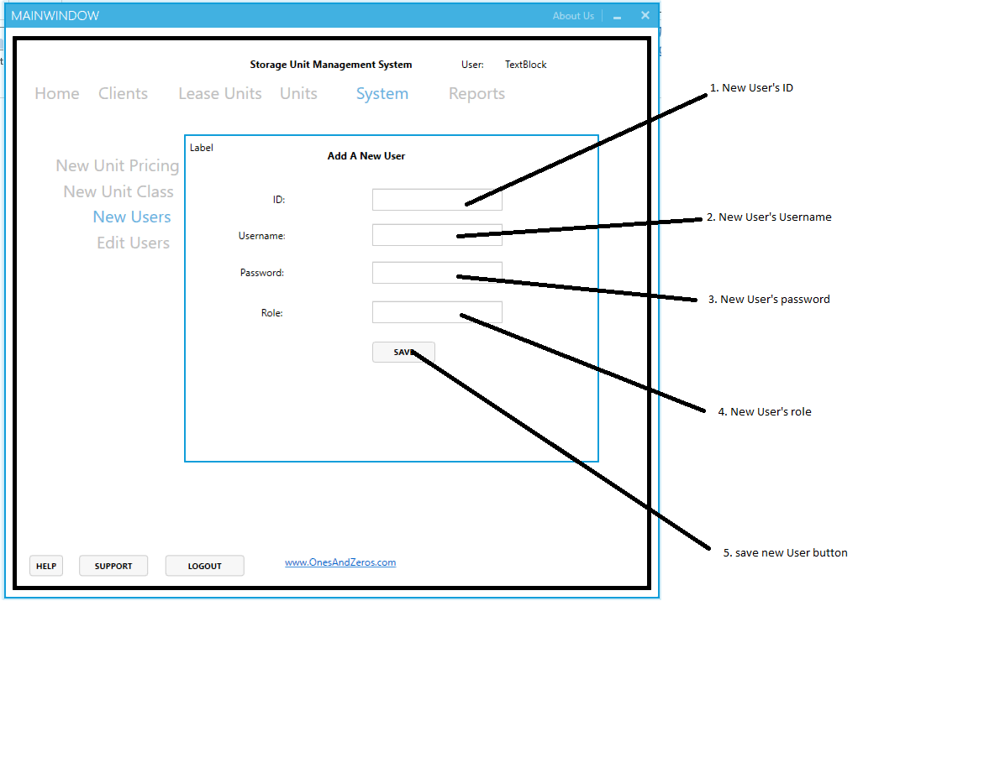 MAINWINDOW
About Us
Storage Unit Management System
User:
TextBlock
Home
Clients
Lease Units
Units
System
Reports
1. New User's ID
Label
Add A New User
New Unit Pricing
New Unit Class
New Users
Edit Users
ID:
Username:
2. New User's Username
Password:
3. New User's password
Role:
SAVE
4. New User's role
5. save new User button
HELP
SUPPORT
LOGOUT
www.OnesAndZeros.com